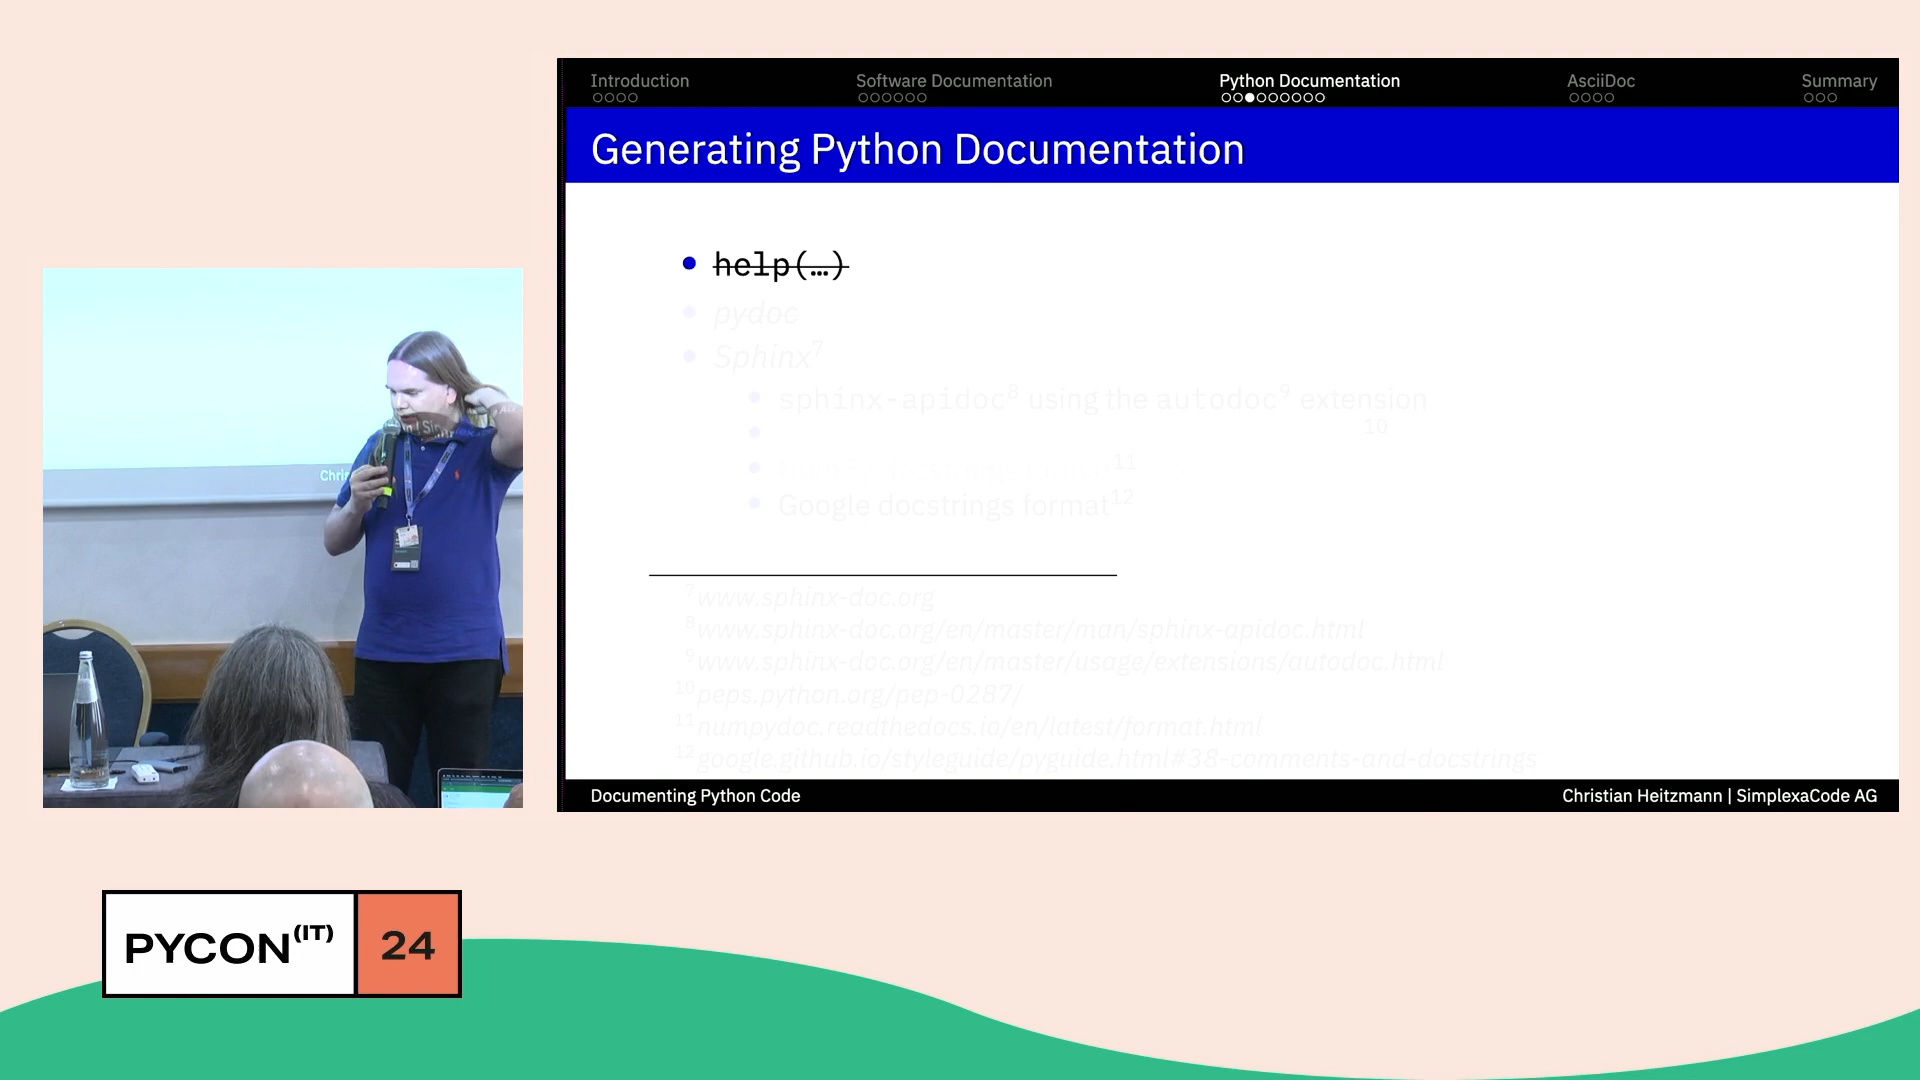 Introduction
Software Documentation
Python Documentation
AsciiDoc
Summary
Generating Python Documentation
help(…)
pydoc
Sphinx7
sphinx-apidoc8 using the autodoc9 extension
10
11
Google docstrings format12
7www.sphinx-doc.org
8www.sphinx-doc.org/en/master/man/sphinx-apidoc.html
9www.sphinx-doc.org/en/master/usage/extensions/autodoc.html
10peps.python.org/pep-0287/
11numpydoc.readthedocs.io/en/latest/format.html
12google.github.io/styleguide/pyguide.html#38-comments-and-docstrings
Documenting Python Code
Christian Heitzmann | SimplexaCode AG
Chris
PYCON(IT) 24